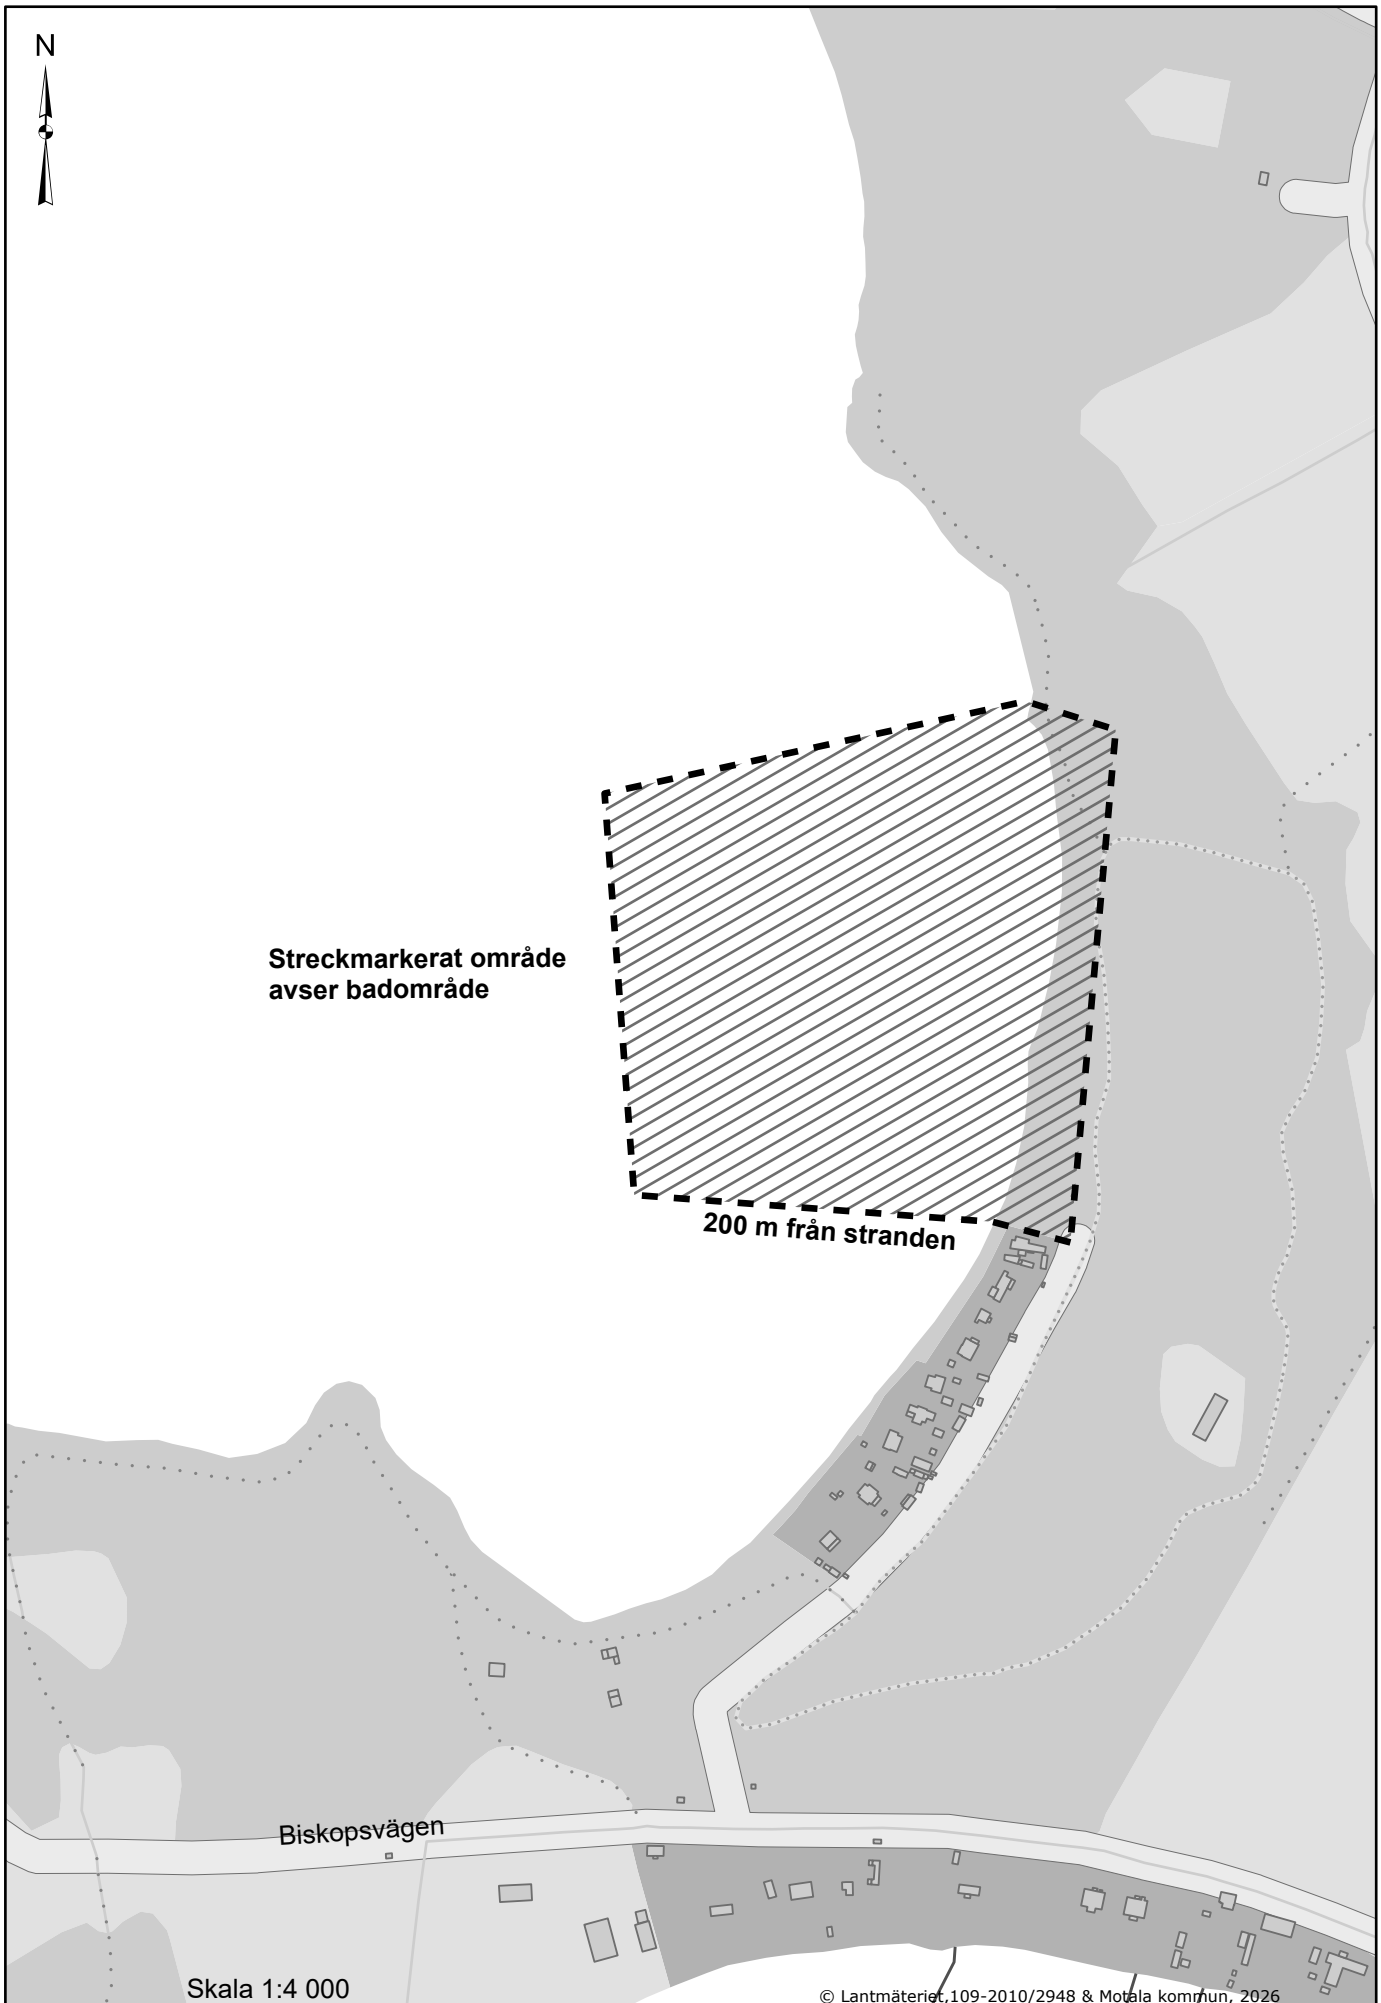 N
Streckmarkerat område
avser badområde
200 m från stranden
Biskopsvägen
Skala 1:4 000
© Lantmäteriet,109-2010/2948 & Motala kommun, 2026